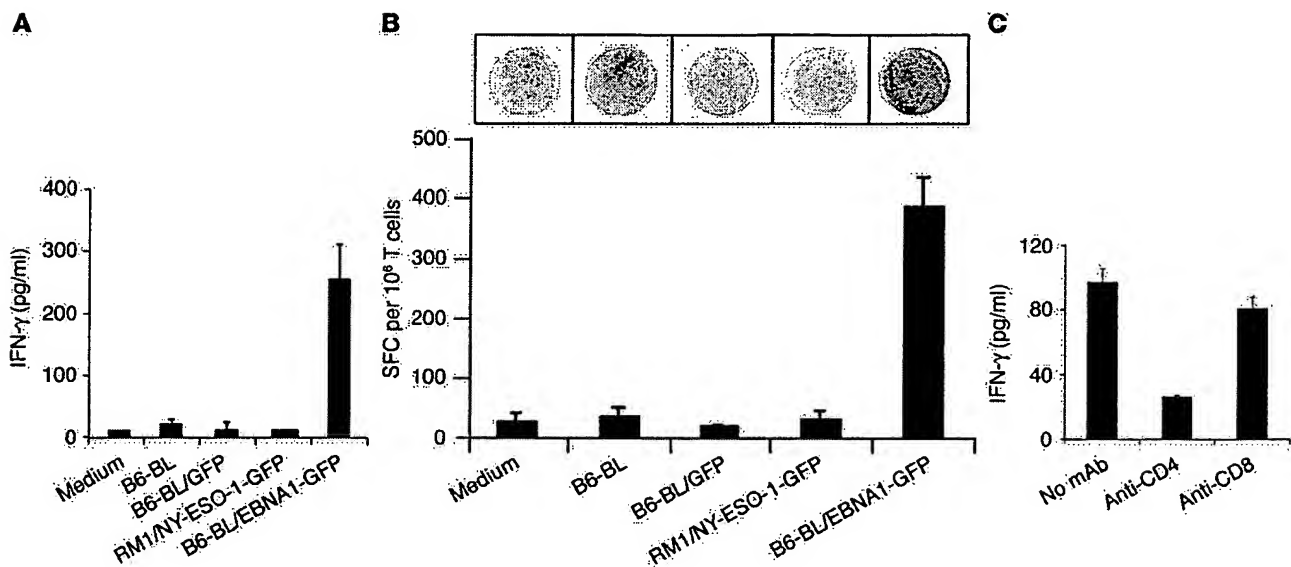 A
IFN-γ (pg/ml)
400
300
200
100
0
Medium
B6-BL
B6-BL/GFP
RM1/NY-ESO-1-GFP
B6-BL/EBNA1-GFP
B
SFC per 10⁶ T cells
500
400
300
200
100
0
Medium
B6-BL
B6-BL/GFP
RM1/NY-ESO-1-GFP
B6-BL/EBNA1-GFP
C
IFN-γ (pg/ml)
120
80
40
0
No mAb
Anti-CD4
Anti-CD8